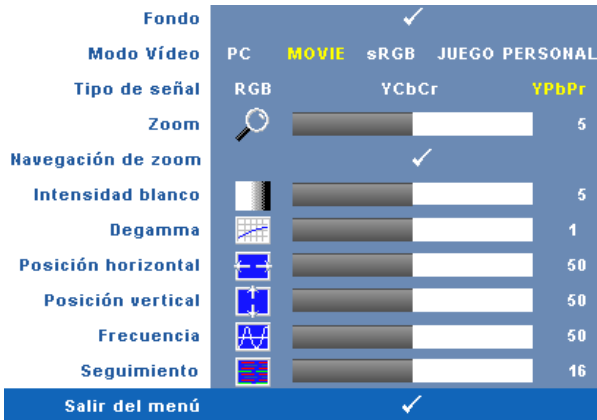 Fondo
Modo Vídeo PC MOVIE sRGB JUEGO PERSONAL
Tipo de señal RGB YCbCr YPbPr
Zoom 5
Navegación de zoom
Intensidad blanco 5
Degamma 1
Posición horizontal 50
Posición vertical 50
Frecuencia 50
Seguimiento 16
Salir del menú